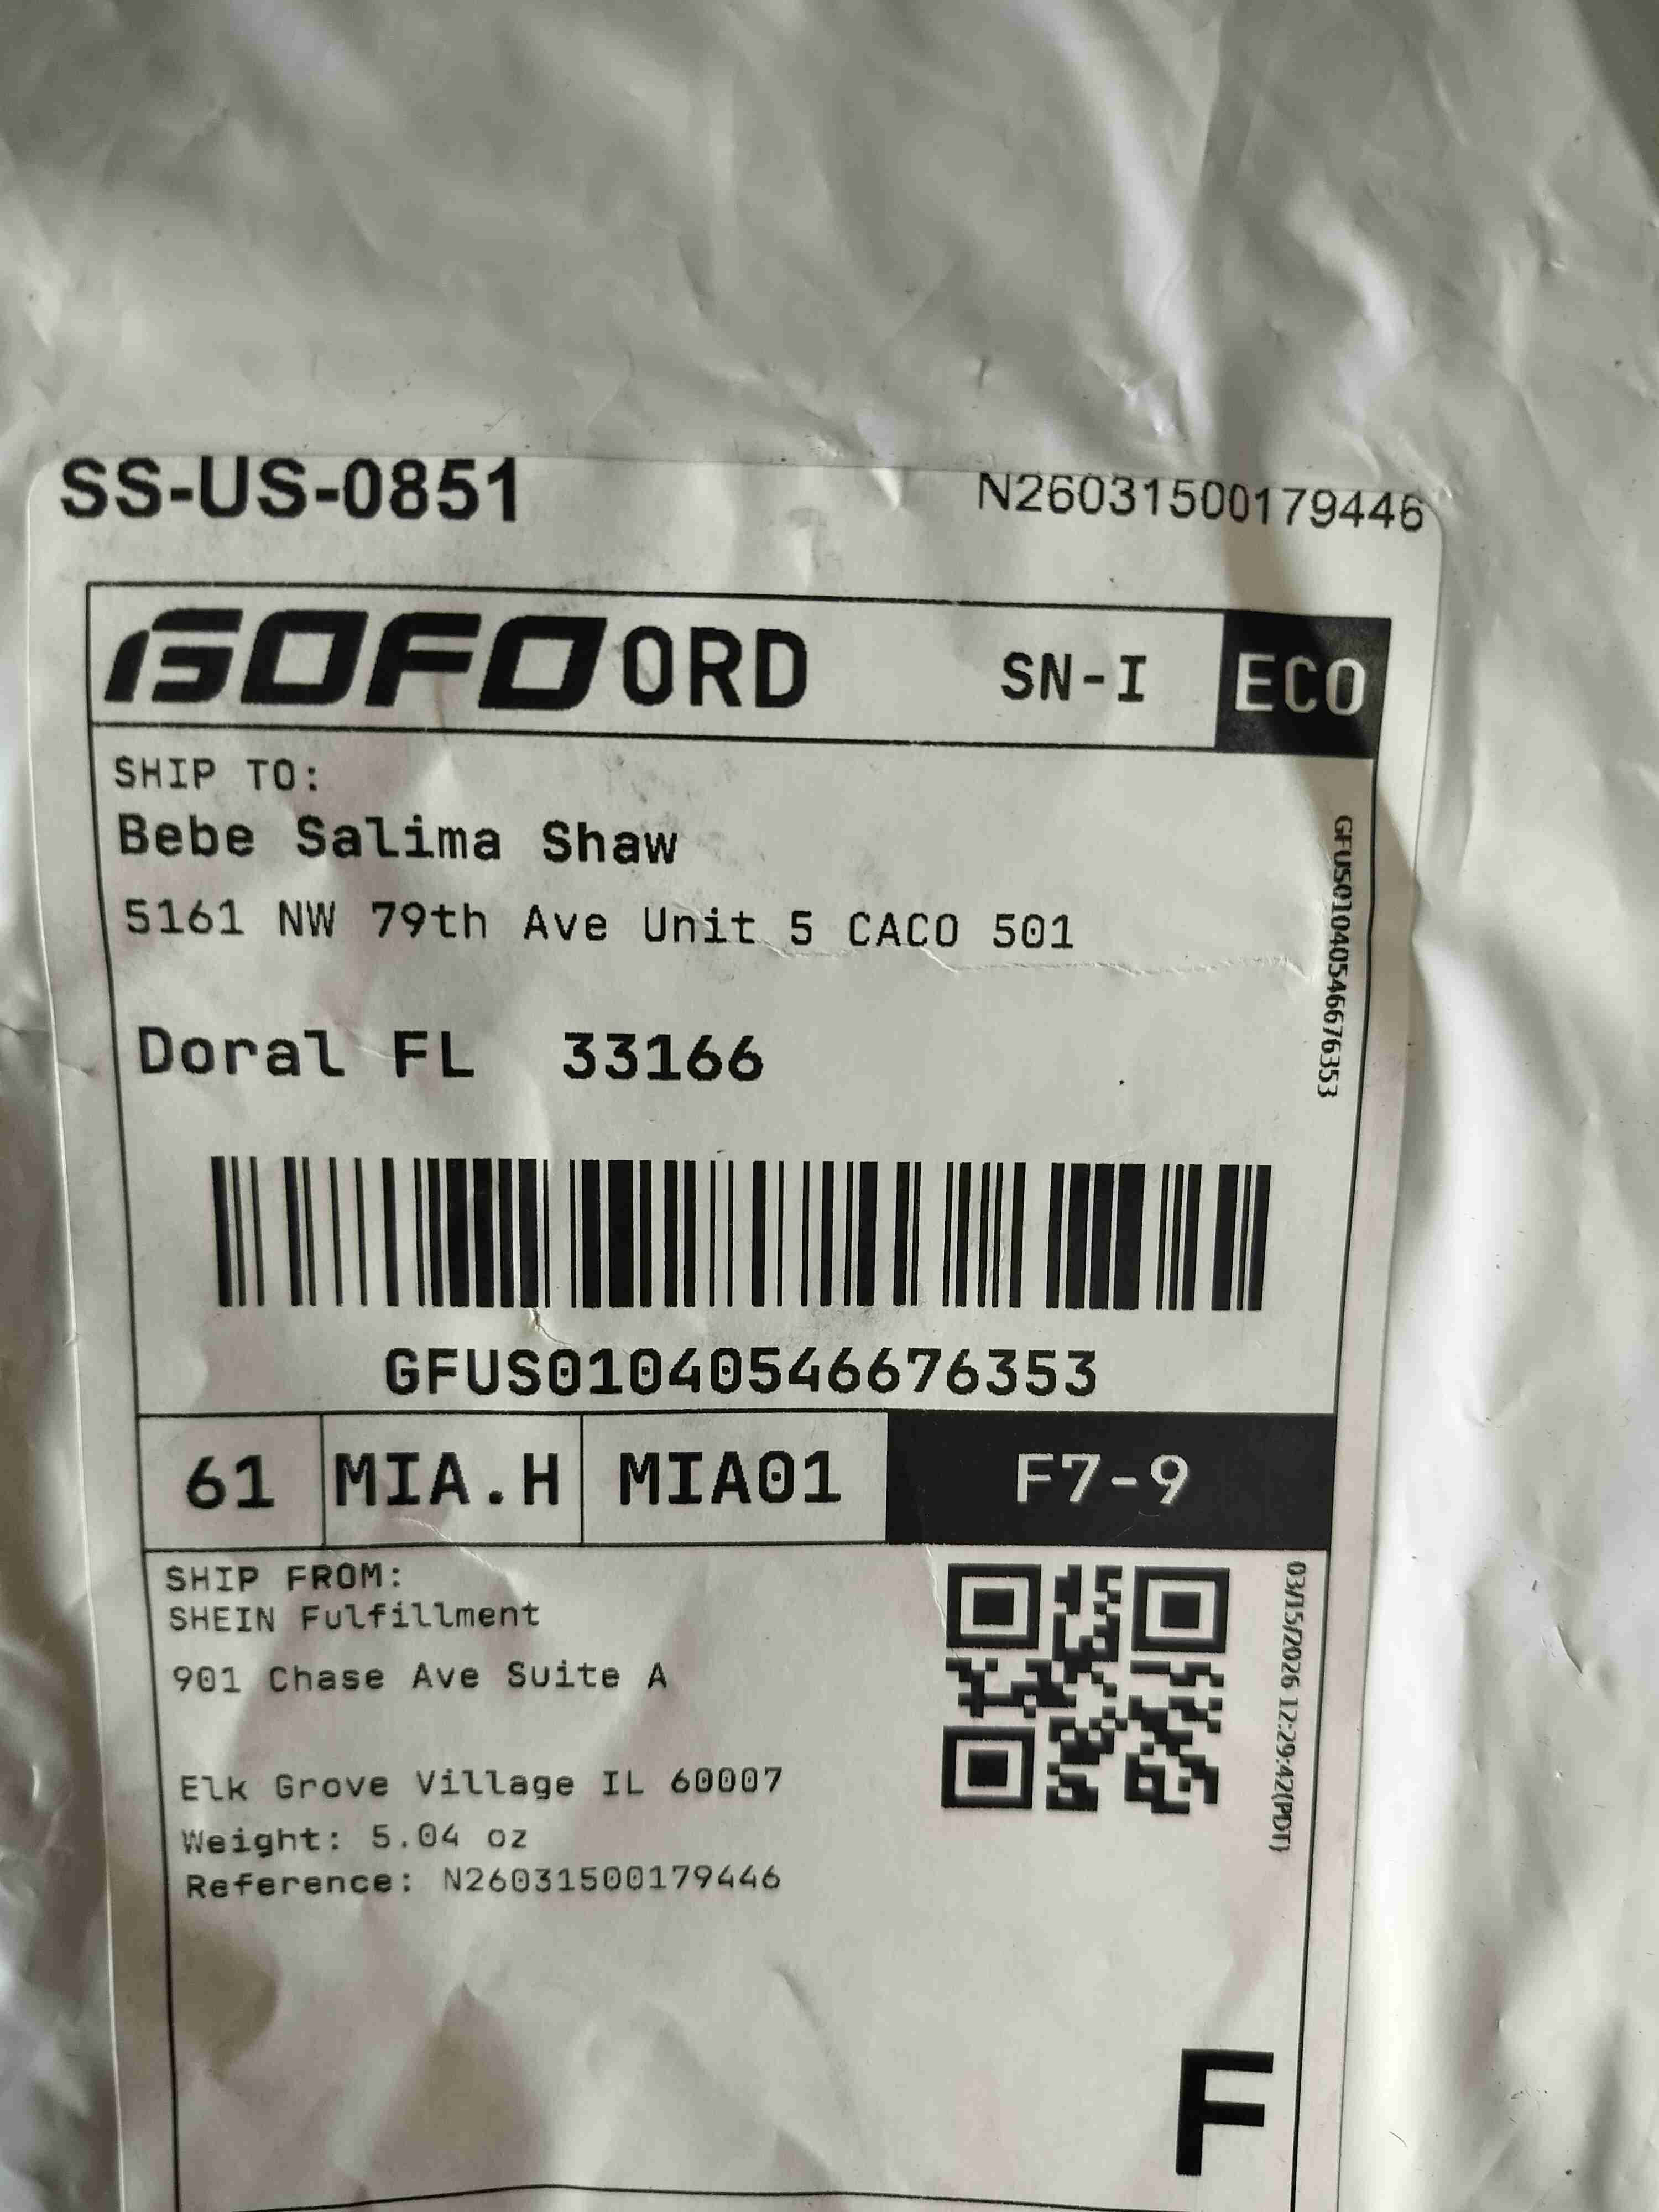 SS-US-0851 N26031500179446
GOFO ORD SN-I ECO
SHIP TO:
Bebe Salima Shaw
5161 NW 79th Ave Unit 5 CACO 501
Doral FL 33166
GFUS01040546676353
GFUS01040546676353
61 MIA.H MIA01 F7-9
SHIP FROM:
SHEIN Fulfillment
901 Chase Ave Suite A
Elk Grove Village IL 60007
Weight: 5.04 oz
Reference: N26031500179446
03/15/2026 12:29:42(PDT)
F